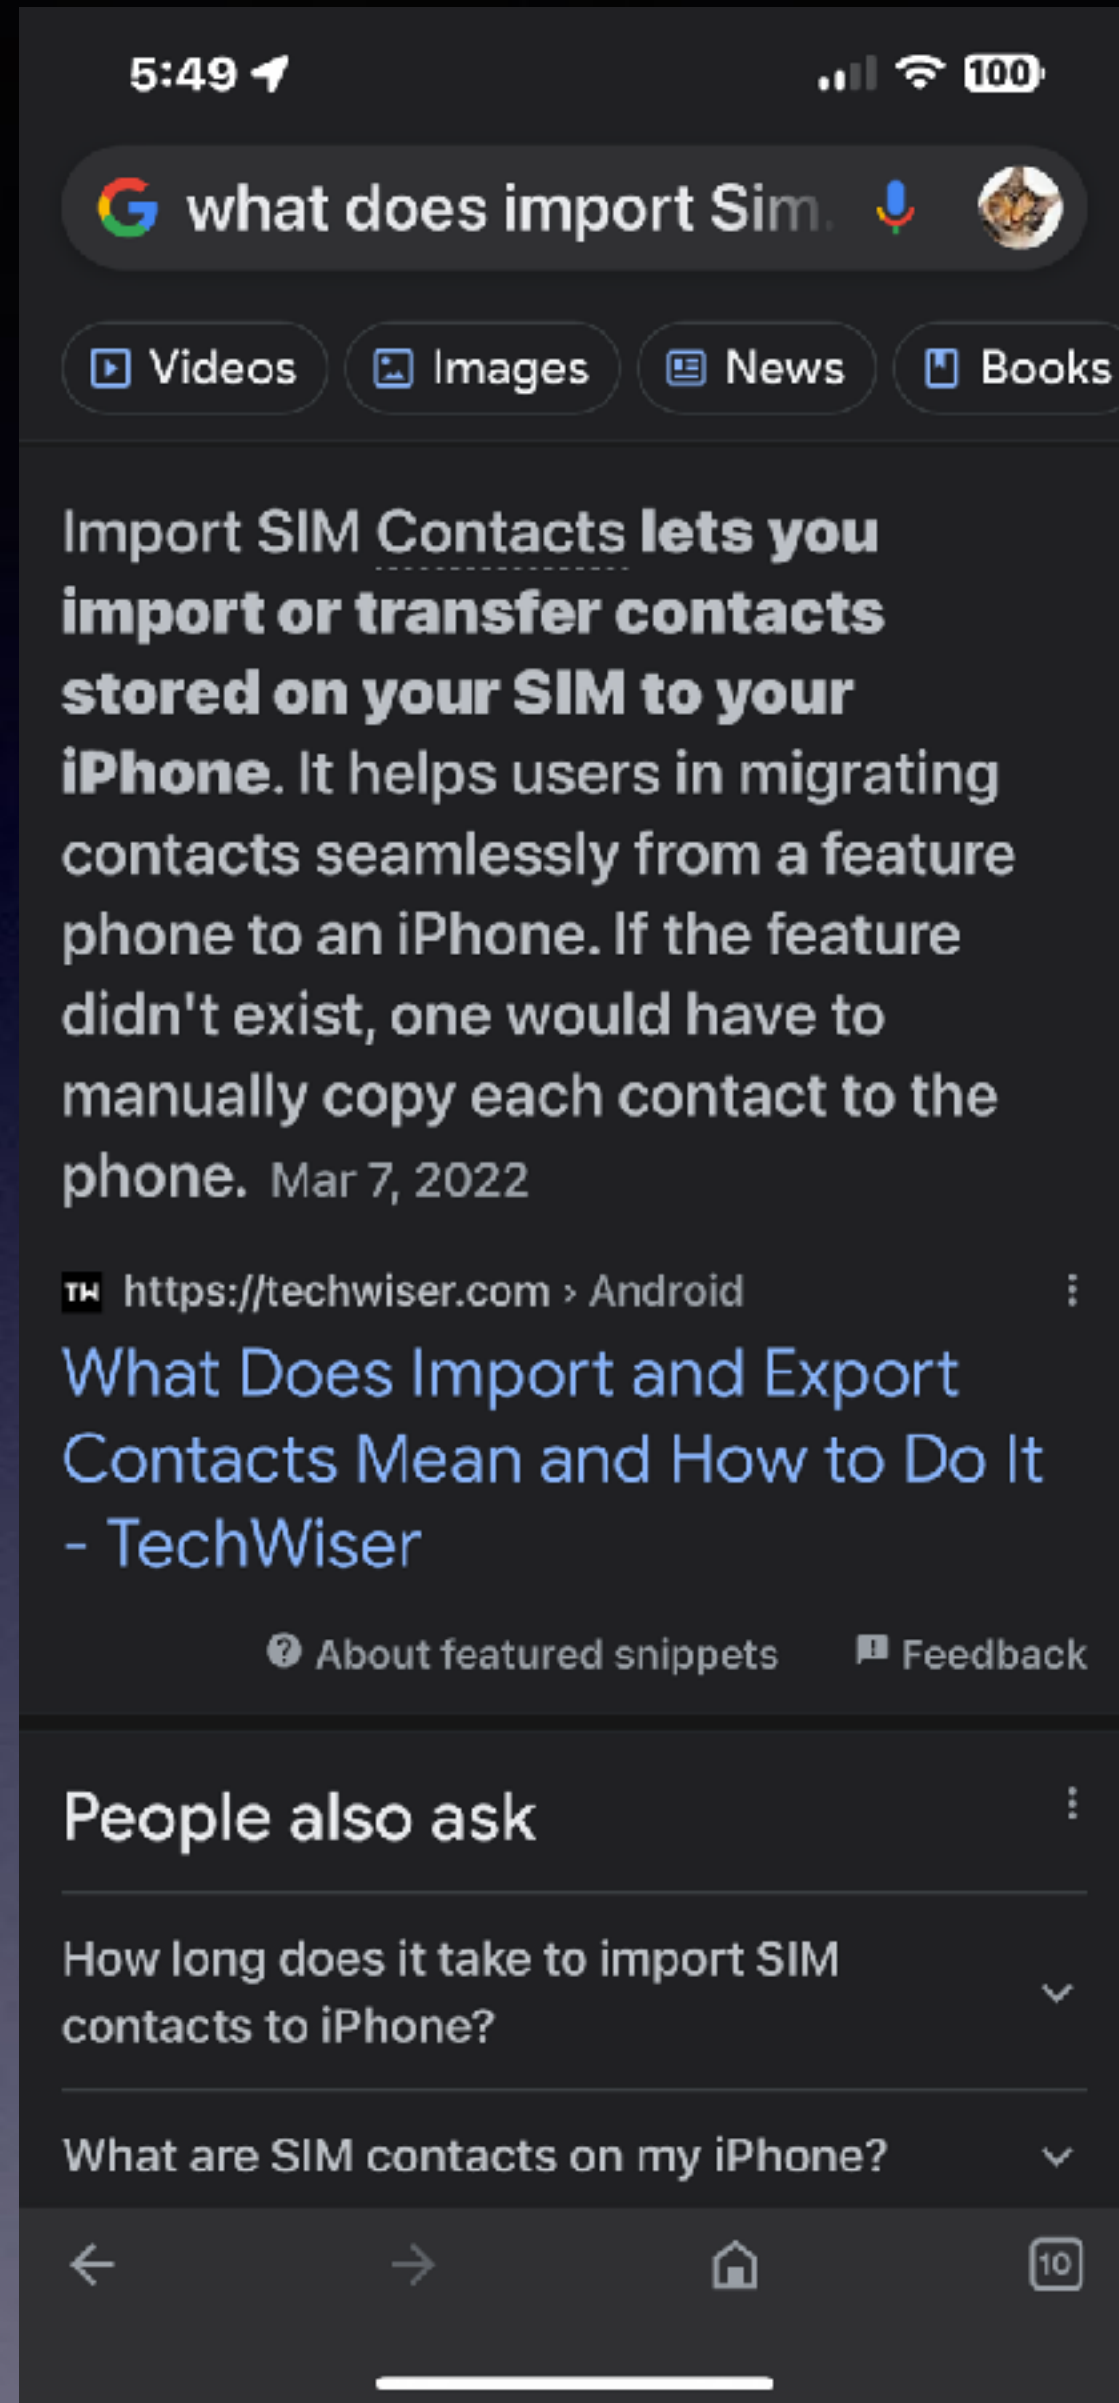 5:49
100
what does import Sim.
Videos
Images
News
Books
Import SIM Contacts lets you
import or transfer contacts
stored on your SIM to your
iPhone. It helps users in migrating
contacts seamlessly from a feature
phone to an iPhone. If the feature
didn't exist, one would have to
manually copy each contact to the
phone. Mar 7, 2022
TW https://techwiser.com › Android
What Does Import and Export
Contacts Mean and How to Do It
- TechWiser
About featured snippets
Feedback
People also ask
How long does it take to import SIM
contacts to iPhone?
What are SIM contacts on my iPhone?
10